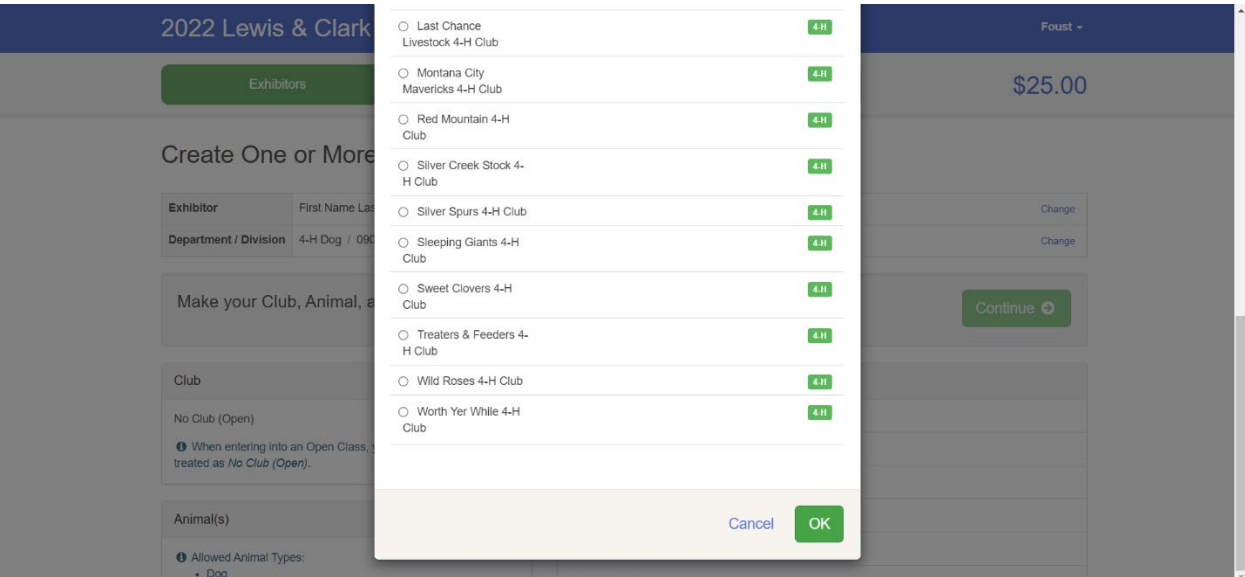 2022 Lewis & Clark
Foust
Exhibitors
$25.00
Create One or More
Exhibitor
First Name Las
Change
Department / Division
4-H Dog / 090
Change
Make your Club, Animal, a
Continue
Club
No Club (Open)
When entering into an Open Class,
treated as No Club (Open).
Animal(s)
Allowed Animal Types:
• Dog
Last Chance
Livestock 4-H Club
4-H
Montana City
Mavericks 4-H Club
4-H
Red Mountain 4-H
Club
4-H
Silver Creek Stock 4-
H Club
4-H
Silver Spurs 4-H Club
4-H
Sleeping Giants 4-H
Club
4-H
Sweet Clovers 4-H
Club
4-H
Treaters & Feeders 4-
H Club
4-H
Wild Roses 4-H Club
4-H
Worth Yer While 4-H
Club
4-H
Cancel
OK